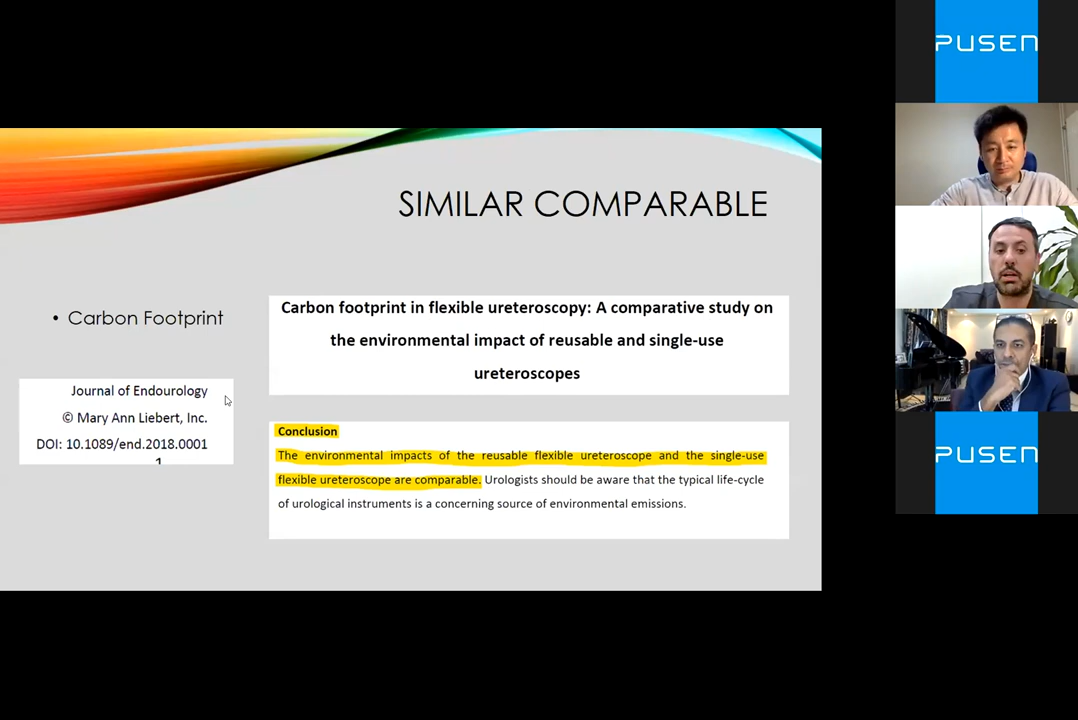 PUSEN
SIMILAR COMPARABLE
• Carbon Footprint
Journal of Endourology
© Mary Ann Liebert, Inc.
DOI: 10.1089/end.2018.0001
1
Carbon footprint in flexible ureteroscopy: A comparative study on
the environmental impact of reusable and single-use
ureteroscopes
Conclusion
The environmental impacts of the reusable flexible ureteroscope and the single-use
flexible ureteroscope are comparable. Urologists should be aware that the typical life-cycle
of urological instruments is a concerning source of environmental emissions.
PUSEN